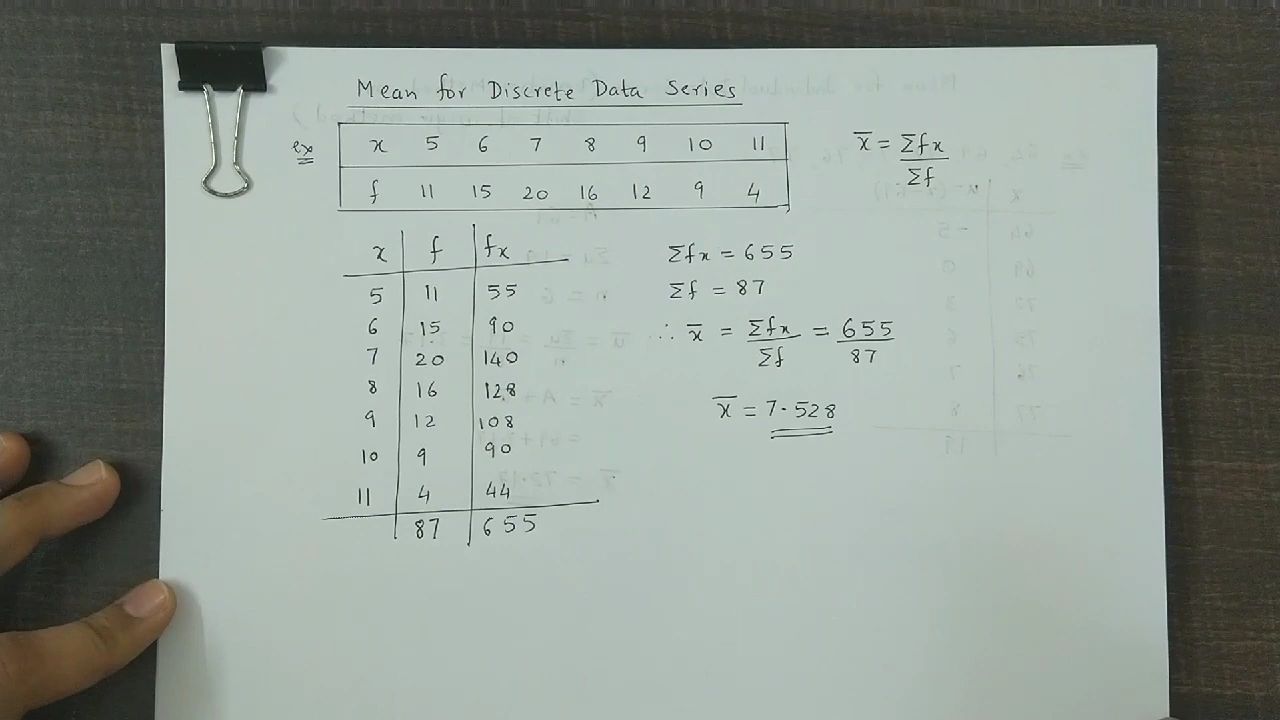 Mean for Discrete Data Series
ex x 5 6 7 8 9 10 11
f 11 15 20 16 12 9 4
x̄ = Σfx / Σf
x f fx
5 11 55
6 15 90
7 20 140
8 16 128
9 12 108
10 9 90
11 4 44
87 655
Σfx = 655
Σf = 87
∴ x̄ = Σfx / Σf = 655 / 87
x̄ = 7.528